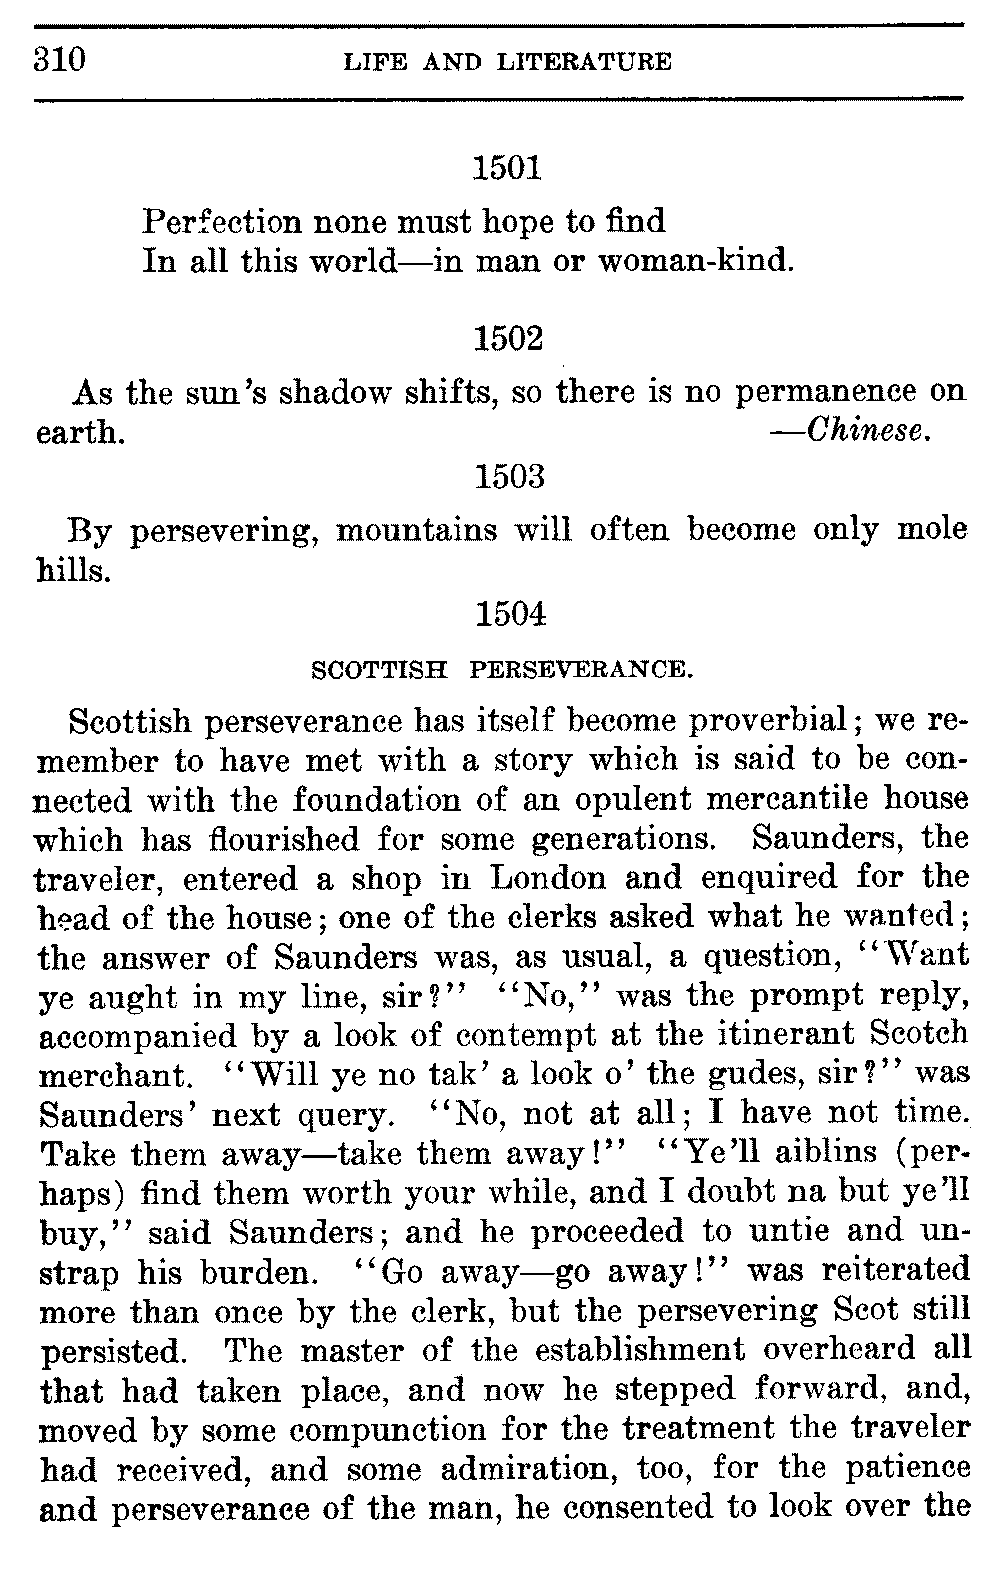 310 LIFE AND LITERATURE
1501
Perfection none must hope to find
In all this world—in man or woman-kind.
1502
As the sun's shadow shifts, so there is no permanence on
earth. —Chinese.
1503
By persevering, mountains will often become only mole
hills.
1504
SCOTTISH PERSEVERANCE.
Scottish perseverance has itself become proverbial; we re-
member to have met with a story which is said to be con-
nected with the foundation of an opulent mercantile house
which has flourished for some generations. Saunders, the
traveler, entered a shop in London and enquired for the
head of the house; one of the clerks asked what he wanted;
the answer of Saunders was, as usual, a question, "Want
ye aught in my line, sir?" "No," was the prompt reply,
accompanied by a look of contempt at the itinerant Scotch
merchant. "Will ye no tak' a look o' the gudes, sir?" was
Saunders' next query. "No, not at all; I have not time.
Take them away—take them away!" "Ye'll aiblins (per-
haps) find them worth your while, and I doubt na but ye'll
buy," said Saunders; and he proceeded to untie and un-
strap his burden. "Go away—go away!" was reiterated
more than once by the clerk, but the persevering Scot still
persisted. The master of the establishment overheard all
that had taken place, and now he stepped forward, and,
moved by some compunction for the treatment the traveler
had received, and some admiration, too, for the patience
and perseverance of the man, he consented to look over the